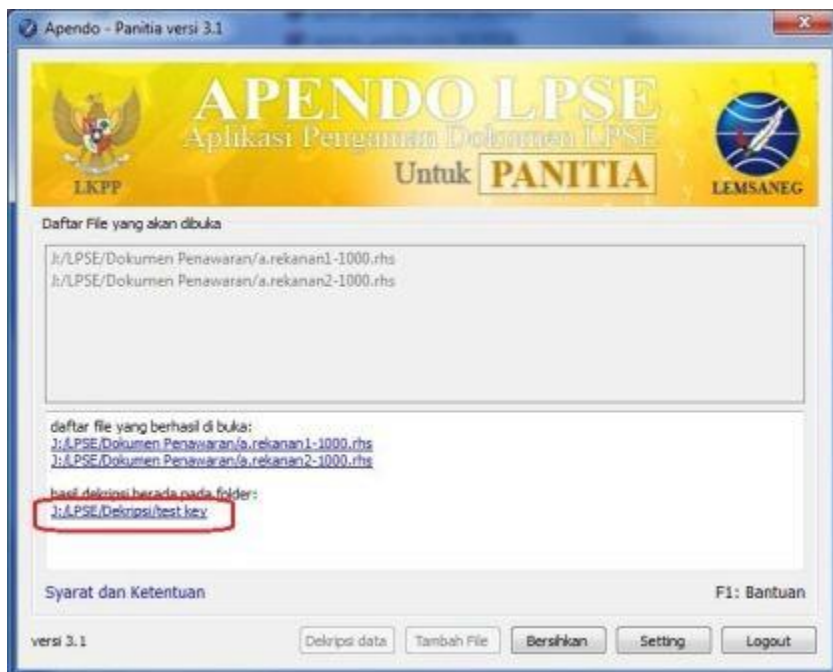 Apendo - Panitia versi 3.1
APENDO LPSE
Aplikasi Pengaman Dokumen LPSE
Untuk PANITIA
LKPP
LEMSANEG
Daftar File yang akan dibuka
J:/LPSE/Dokumen Penawaran/a.rekanan1-1000.rhs
J:/LPSE/Dokumen Penawaran/a.rekanan2-1000.rhs
daftar file yang berhasil di buka:
J:/LPSE/Dokumen Penawaran/a.rekanan1-1000.rhs
J:/LPSE/Dokumen Penawaran/a.rekanan2-1000.rhs
hasil dekripsi berada pada folder:
J:/LPSE/Dekripsi/test key
Syarat dan Ketentuan
F1: Bantuan
versi 3.1
Dekripsi data
Tambah File
Bersihkan
Setting
Logout